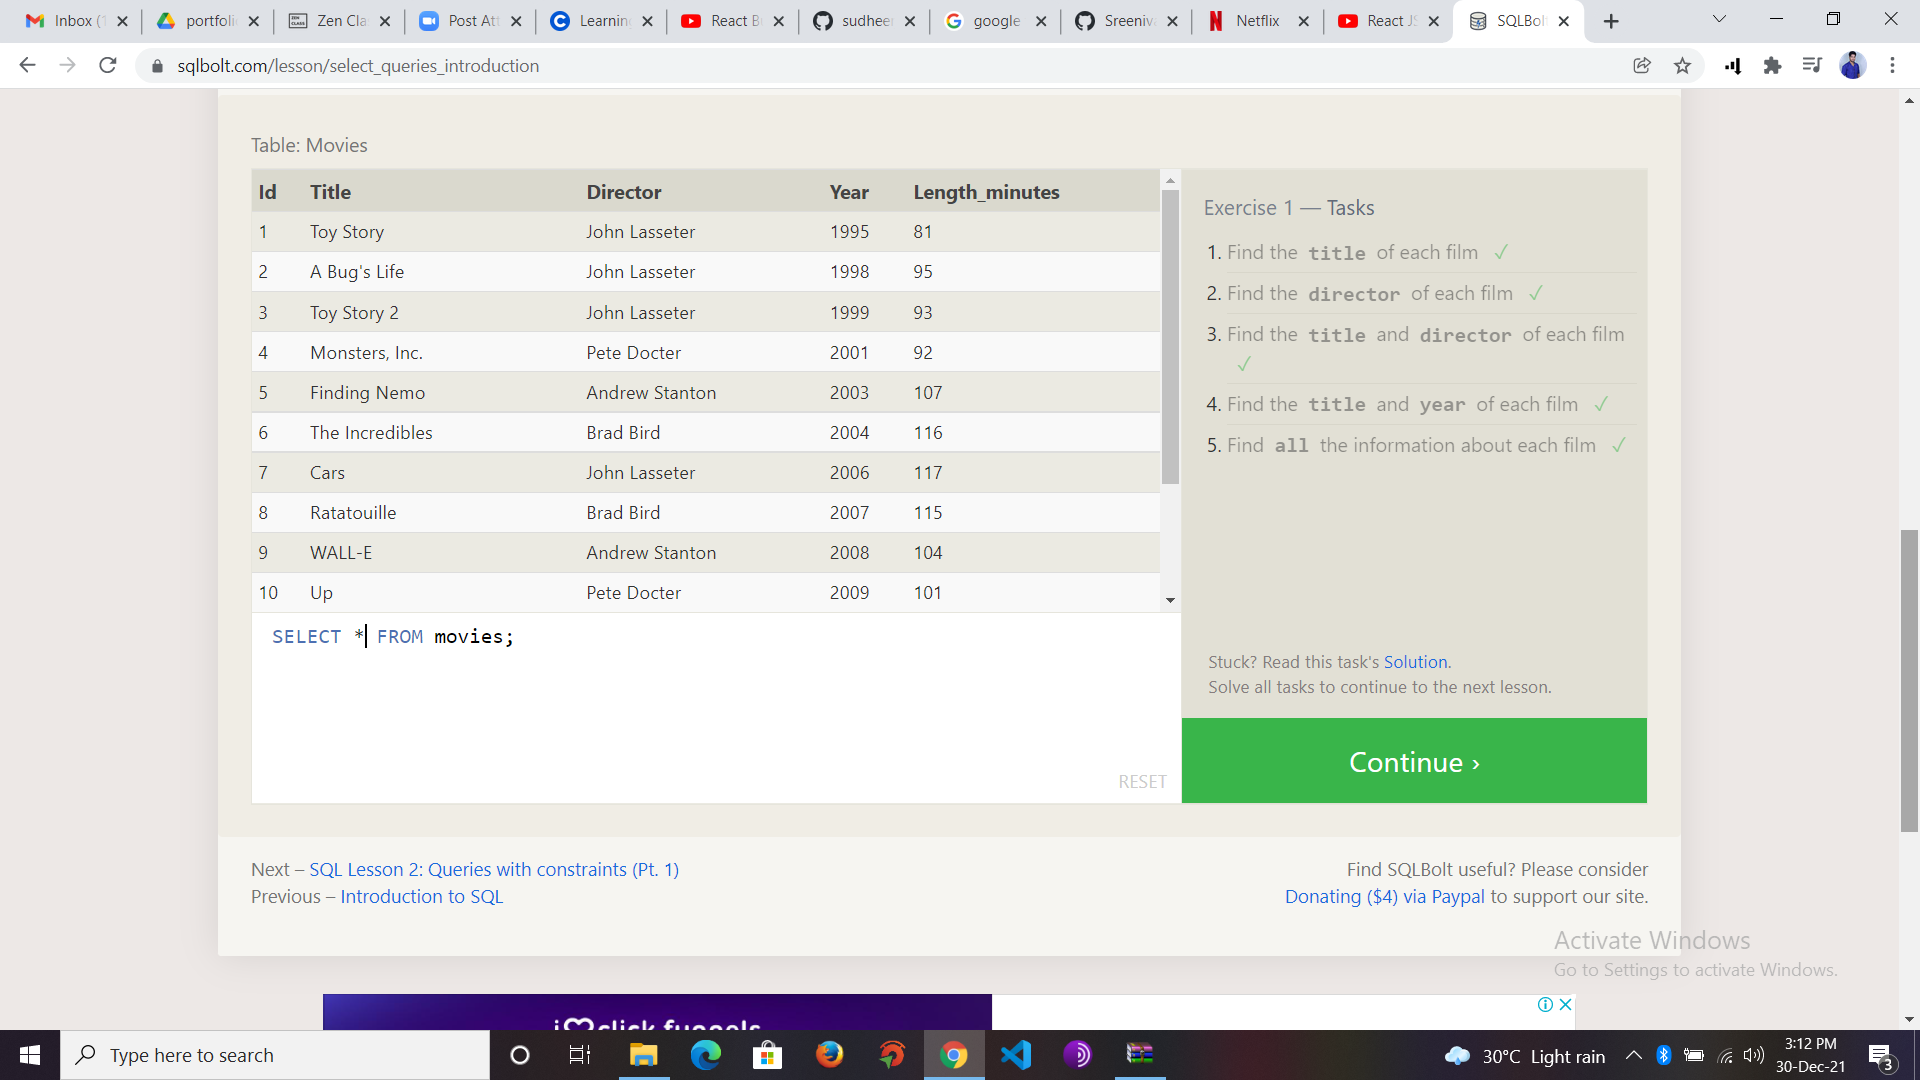 Inbox (1
portfoli
Zen Cla
Post Att
Learnin
React B
sudheer
google
Sreeniv
Netflix
React JS
SQLBolt
sqlbolt.com/lesson/select_queries_introduction
Table: Movies
Id Title Director Year Length_minutes
1 Toy Story John Lasseter 1995 81
2 A Bug's Life John Lasseter 1998 95
3 Toy Story 2 John Lasseter 1999 93
4 Monsters, Inc. Pete Docter 2001 92
5 Finding Nemo Andrew Stanton 2003 107
6 The Incredibles Brad Bird 2004 116
7 Cars John Lasseter 2006 117
8 Ratatouille Brad Bird 2007 115
9 WALL-E Andrew Stanton 2008 104
10 Up Pete Docter 2009 101
SELECT * FROM movies;
RESET
Exercise 1 — Tasks
1. Find the title of each film ✓
2. Find the director of each film ✓
3. Find the title and director of each film
✓
4. Find the title and year of each film ✓
5. Find all the information about each film ✓
Stuck? Read this task's Solution.
Solve all tasks to continue to the next lesson.
Continue ›
Next – SQL Lesson 2: Queries with constraints (Pt. 1)
Previous – Introduction to SQL
Find SQLBolt useful? Please consider
Donating ($4) via Paypal to support our site.
Activate Windows
Go to Settings to activate Windows.
click funnels
Type here to search
30°C Light rain
3:12 PM
30-Dec-21
3